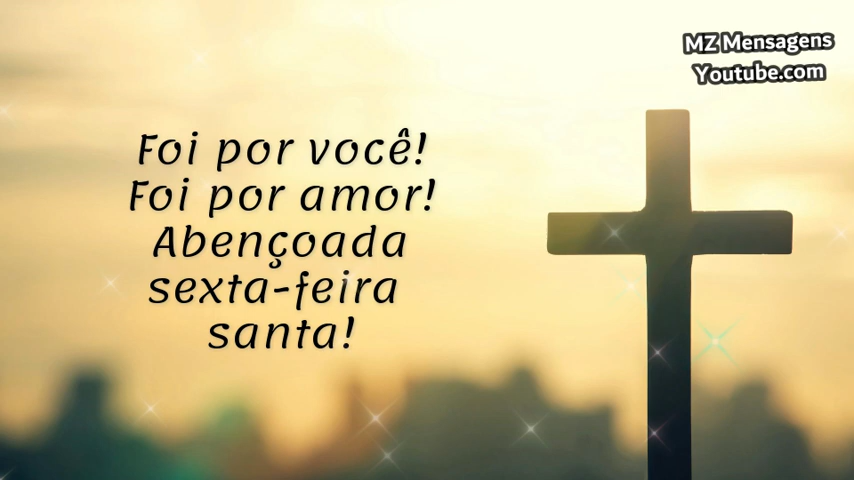 MZ Mensagens
Youtube.com
Foi por você!
Foi por amor!
Abençoada
sexta-feira
santa!